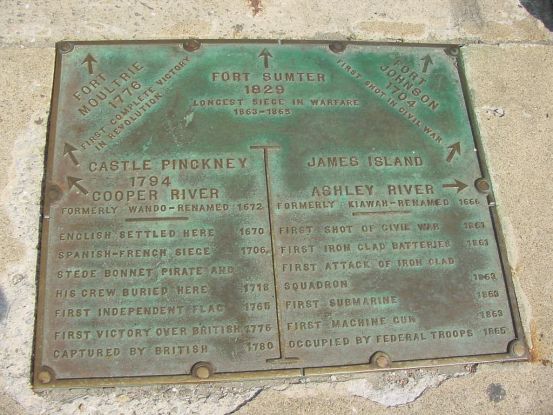 FORT
MOULTRIE
1776
FIRST COMPLETE VICTORY
IN REVOLUTION
FORT SUMTER
1829
LONGEST SIEGE IN WARFARE
1863-1865
FORT
JOHNSON
1704
FIRST SHOT IN CIVIL WAR
CASTLE PINCKNEY
1794
COOPER RIVER
FORMERLY WANDO-RENAMED 1672
ENGLISH SETTLED HERE 1670
SPANISH-FRENCH SIEGE 1706
STEDE BONNET PIRATE AND
HIS CREW BURIED HERE 1718
FIRST INDEPENDENT FLAG 1765
FIRST VICTORY OVER BRITISH 1776
CAPTURED BY BRITISH 1780
JAMES ISLAND
ASHLEY RIVER
FORMERLY KIAWAH-RENAMED 1666
FIRST SHOT OF CIVIL WAR 1861
FIRST IRON CLAD BATTERIES 1861
FIRST ATTACK OF IRON CLAD
SQUADRON 1863
FIRST SUBMARINE 1863
FIRST MACHINE GUN 1863
OCCUPIED BY FEDERAL TROOPS 1865